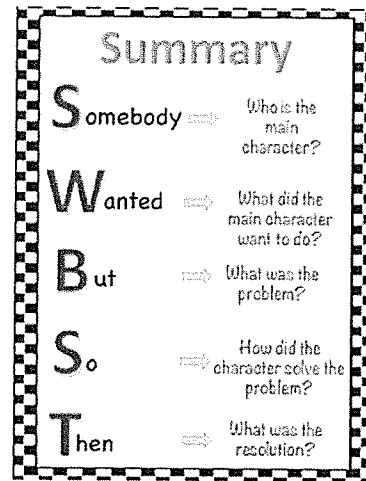 Summary
Somebody
Who is the
main
character?
Wanted
What did the
main character
want to do?
But
What was the
problem?
So
How did the
character solve the
problem?
Then
What was the
resolution?